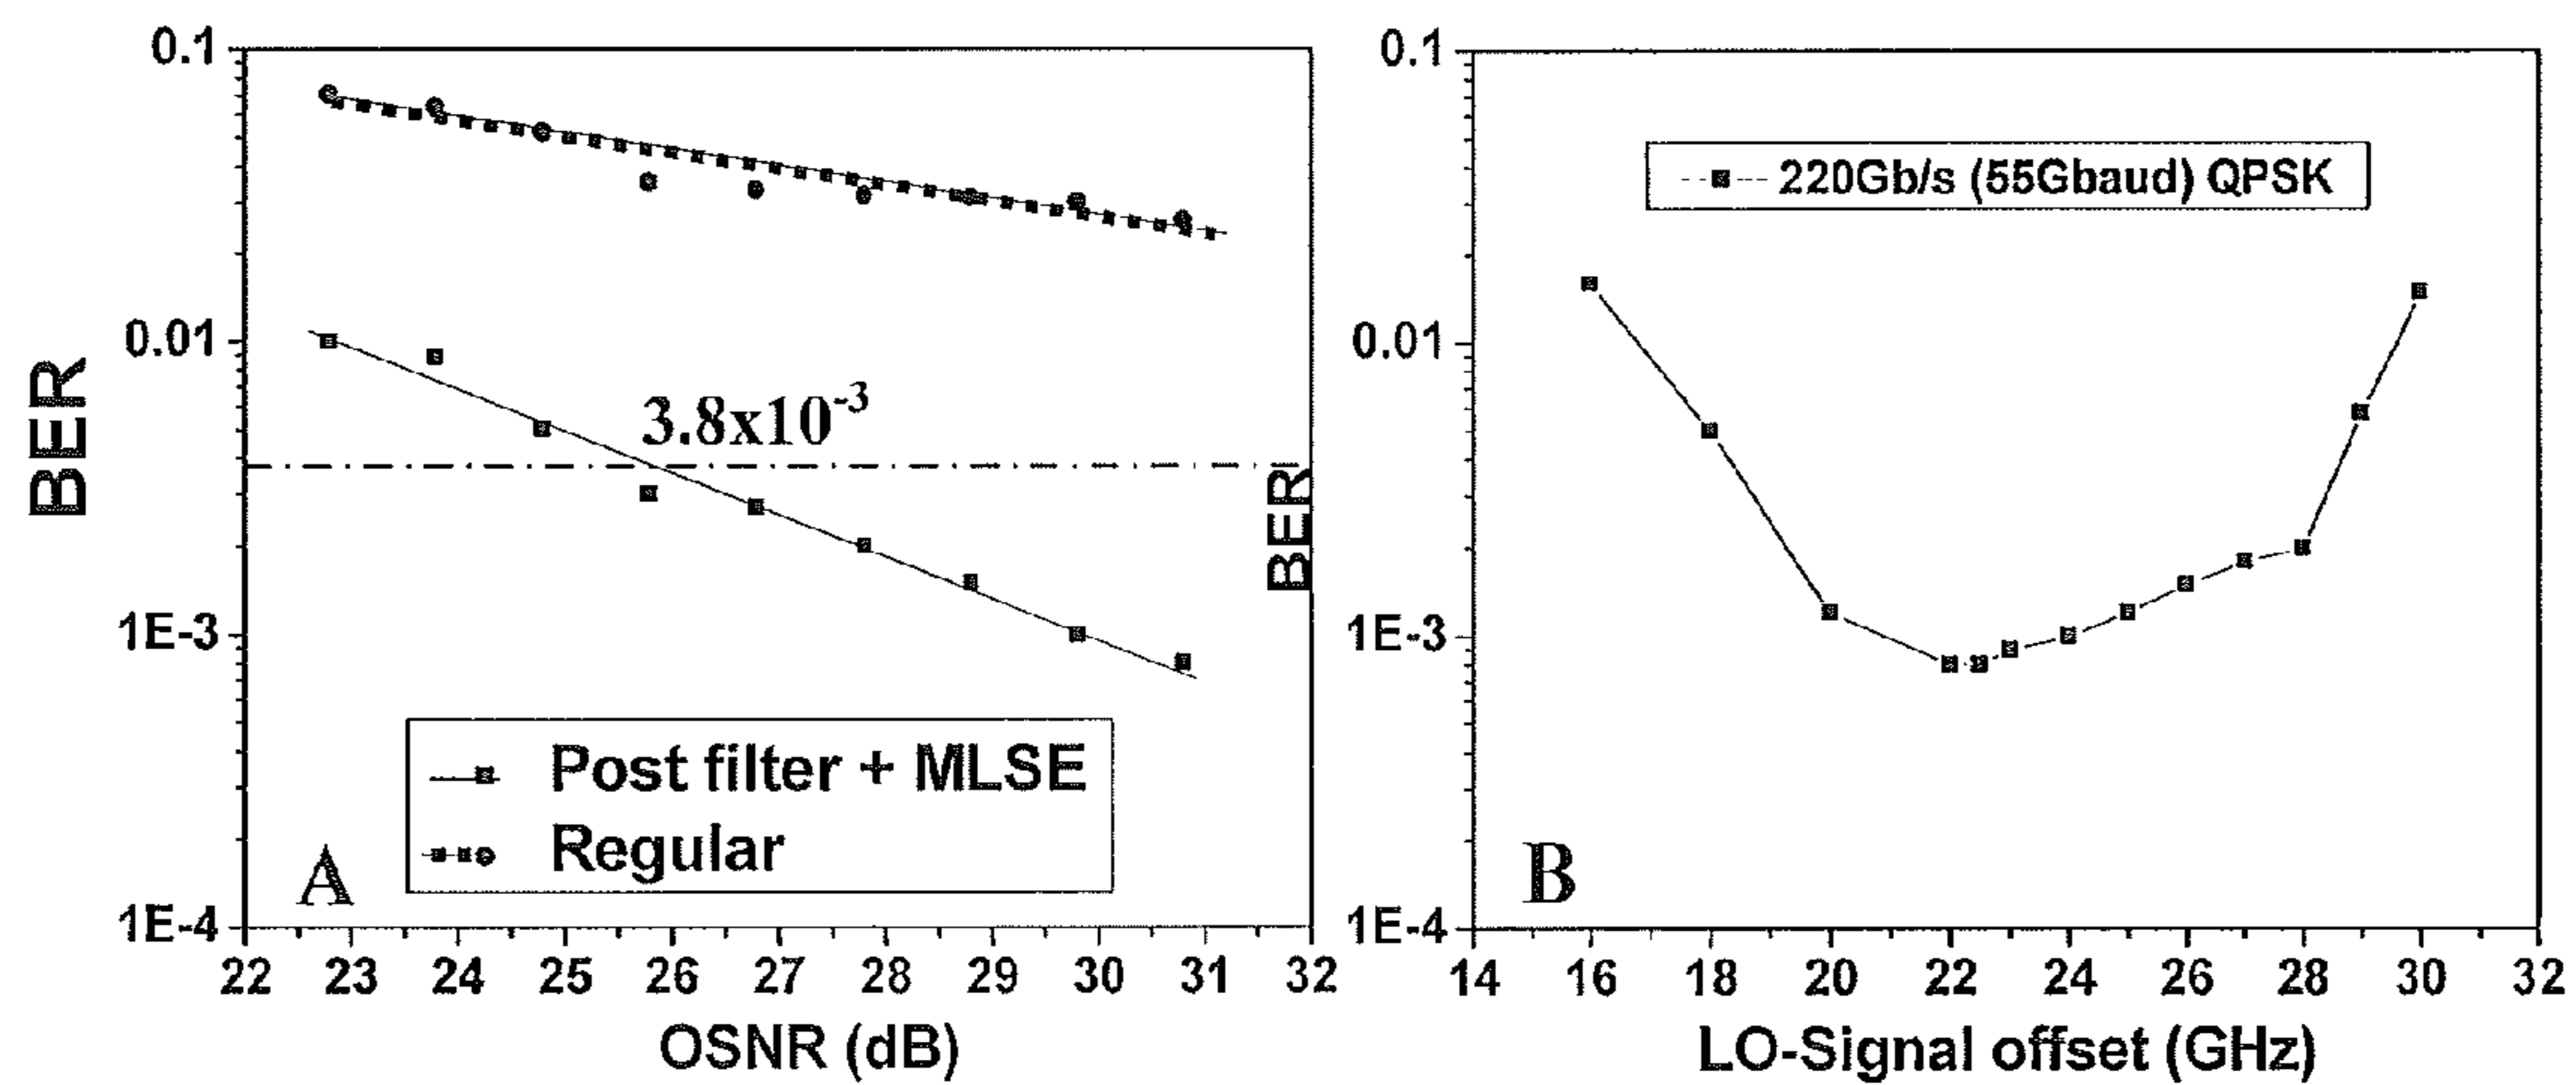 0.1
0.01
1E-3
1E-4
BER
3.8x10⁻³
Post filter + MLSE
Regular
A
22 23 24 25 26 27 28 29 30 31 32
OSNR (dB)
0.1
0.01
1E-3
1E-4
BER
220Gb/s (55Gbaud) QPSK
B
14 16 18 20 22 24 26 28 30 32
LO-Signal offset (GHz)